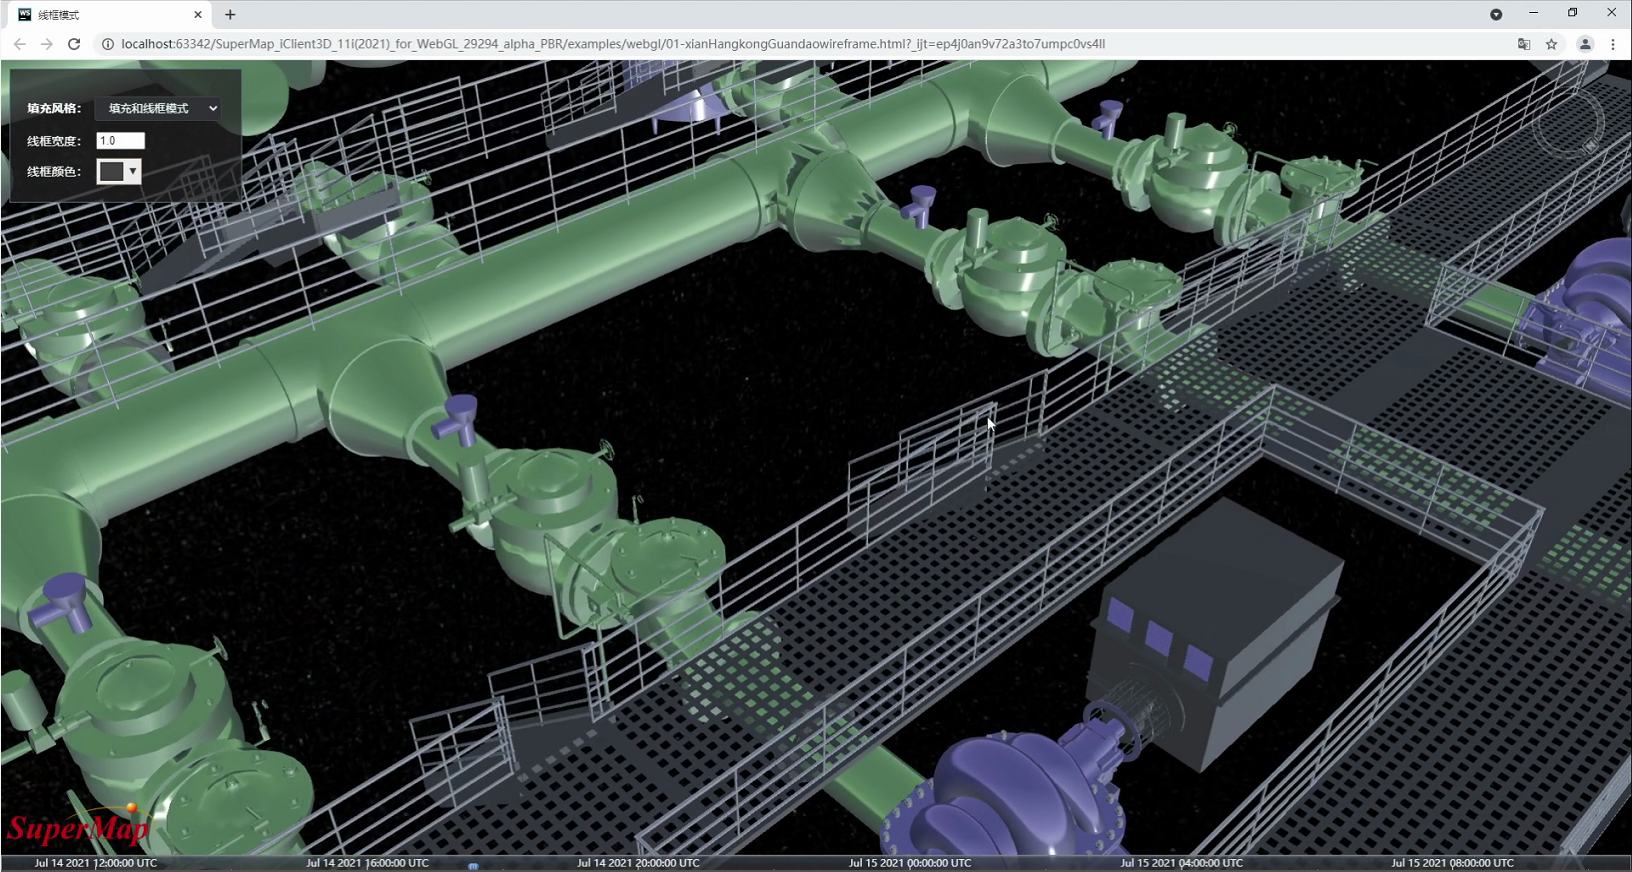 线框模式
localhost:63342/SuperMap_iClient3D_11i(2021)_for_WebGL_29294_alpha_PBR/examples/webgl/01-xianHangkongGuandaowireframe.html?_ijt=ep4j0an9v72a3to7umpc0vs4ll
填充风格： 填充和线框模式
线框宽度： 1.0
线框颜色：
SuperMap
Jul 14 2021 12:00:00 UTC Jul 14 2021 16:00:00 UTC Jul 14 2021 20:00:00 UTC Jul 15 2021 00:00:00 UTC Jul 15 2021 04:00:00 UTC Jul 15 2021 08:00:00 UTC